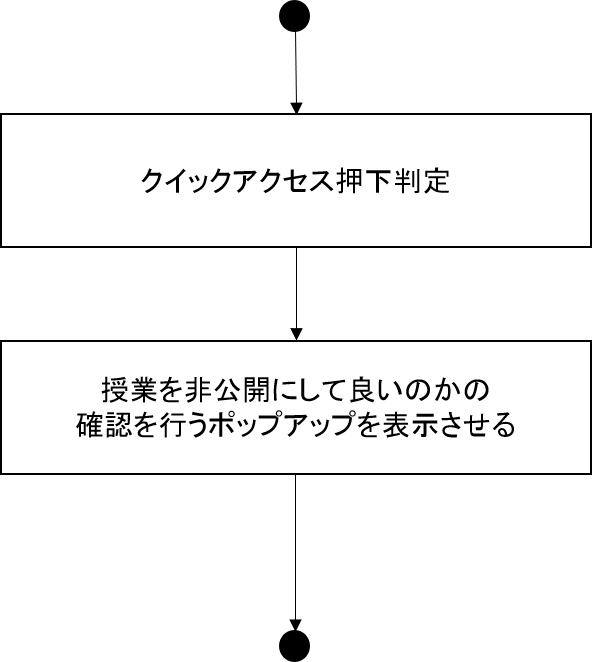 クイックアクセス押下判定
授業を非公開にして良いのかの
確認を行うポップアップを表示させる